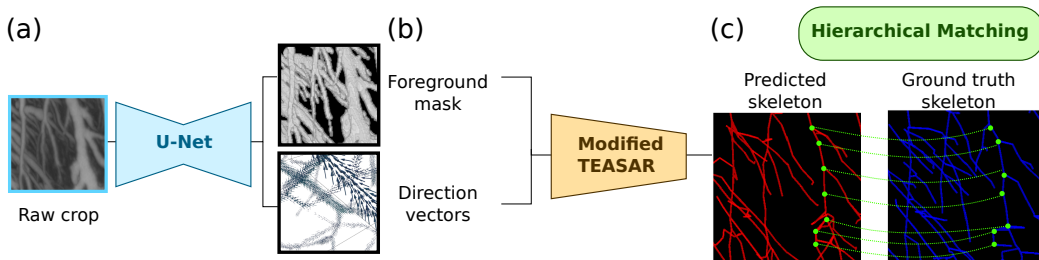 (a)
U-Net
Raw crop
(b)
Foreground
mask
Direction
vectors
Modified
TEASAR
(c)
Hierarchical Matching
Predicted
skeleton
Ground truth
skeleton